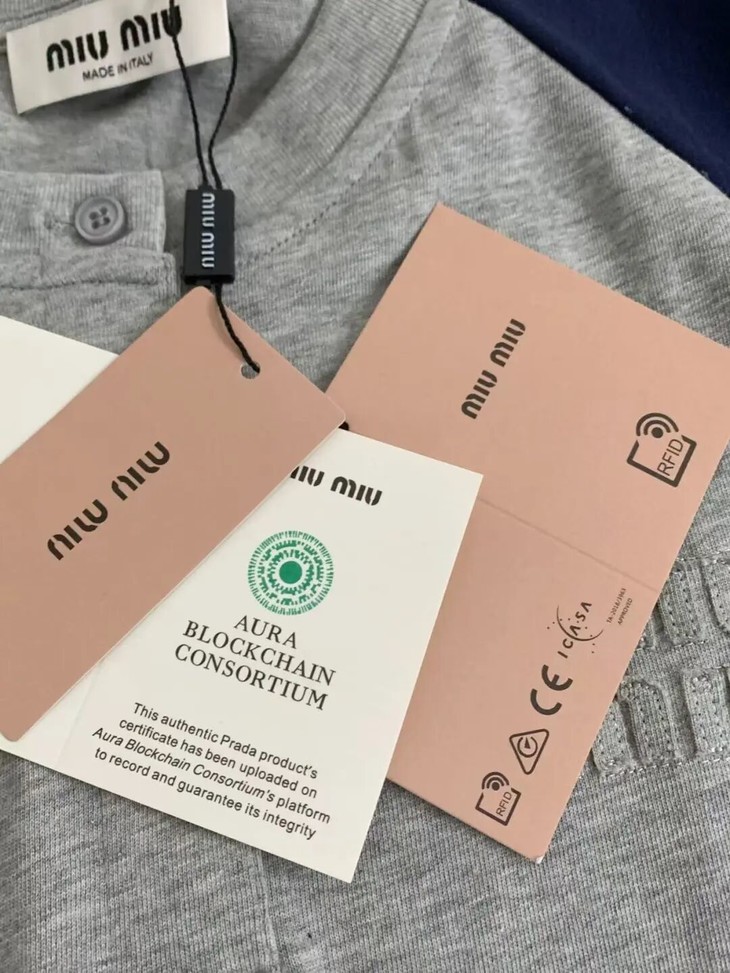 MIU MIU
MADE IN ITALY
MIU MIU
MIU MIU
RFID
MIU MIU
MIU MIU
AURA
BLOCKCHAIN
CONSORTIUM
This authentic Prada product's
certificate has been uploaded on
Aura Blockchain Consortium's platform
to record and guarantee its integrity
ICASA
APPROVED
CE
RFID